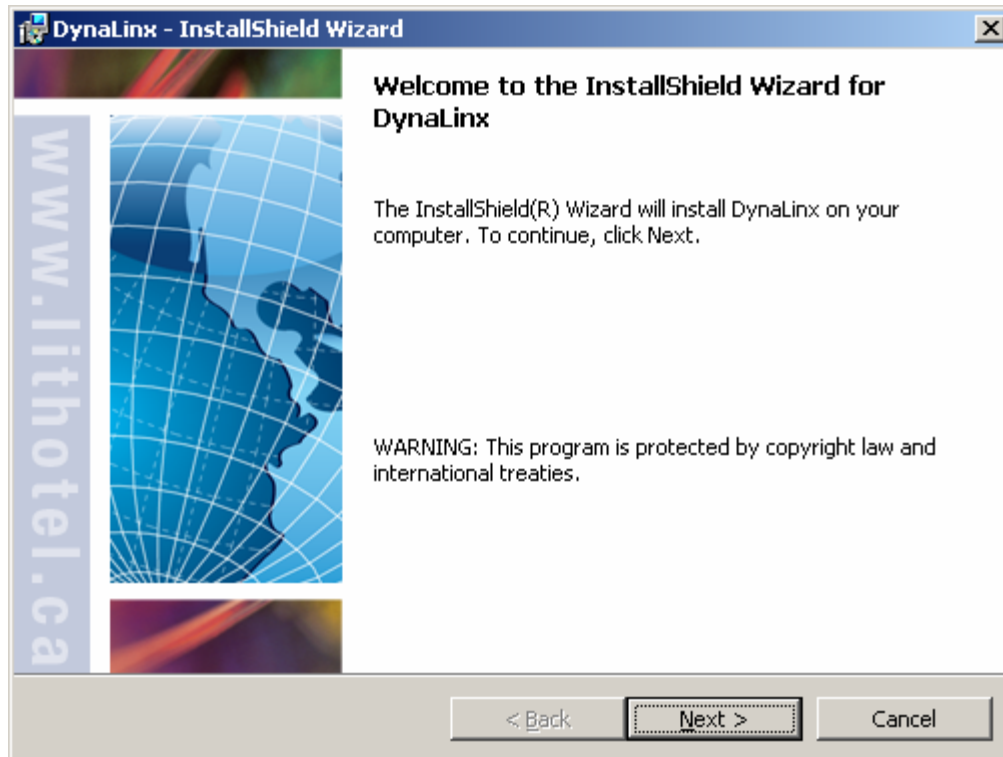 DynaLinx - InstallShield Wizard
www.lithotel.ca
Welcome to the InstallShield Wizard for
DynaLinx
The InstallShield(R) Wizard will install DynaLinx on your
computer. To continue, click Next.
WARNING: This program is protected by copyright law and
international treaties.
< Back
Next >
Cancel